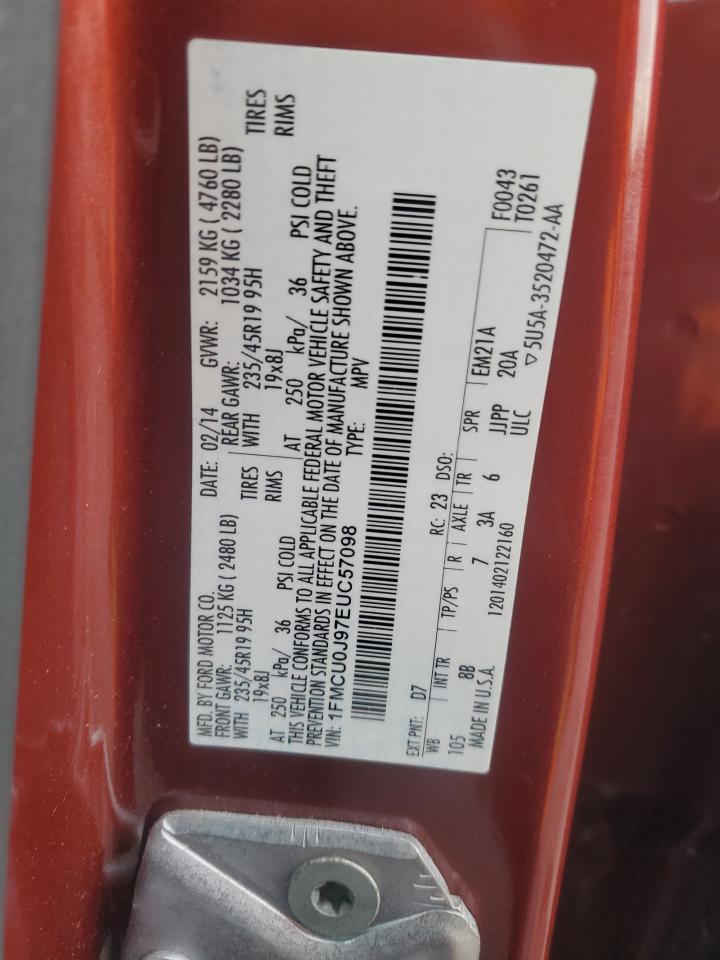 MFD. BY FORD MOTOR CO.
DATE: 02/14 GVWR: 2159 KG ( 4760 LB)
FRONT GAWR: 1125 KG ( 2480 LB) REAR GAWR: 1034 KG ( 2280 LB)
WITH 235/45R19 95H TIRES WITH 235/45R19 95H TIRES
19x8J RIMS 19x8J RIMS
AT 250 kPa/ 36 PSI COLD AT 250 kPa/ 36 PSI COLD
THIS VEHICLE CONFORMS TO ALL APPLICABLE FEDERAL MOTOR VEHICLE SAFETY AND THEFT
PREVENTION STANDARDS IN EFFECT ON THE DATE OF MANUFACTURE SHOWN ABOVE.
VIN: 1FMCU0J97EUC57098 TYPE: MPV
EXT PNT: D7 RC: 23 DSO: F0043
WB INT TR TP/PS R AXLE TR SPR EM21A T0261
105 8B 7 3A 6 JJPP 20A
MADE IN U.S.A. 1201402122160 ULC ▽5U5A-3520472-AA